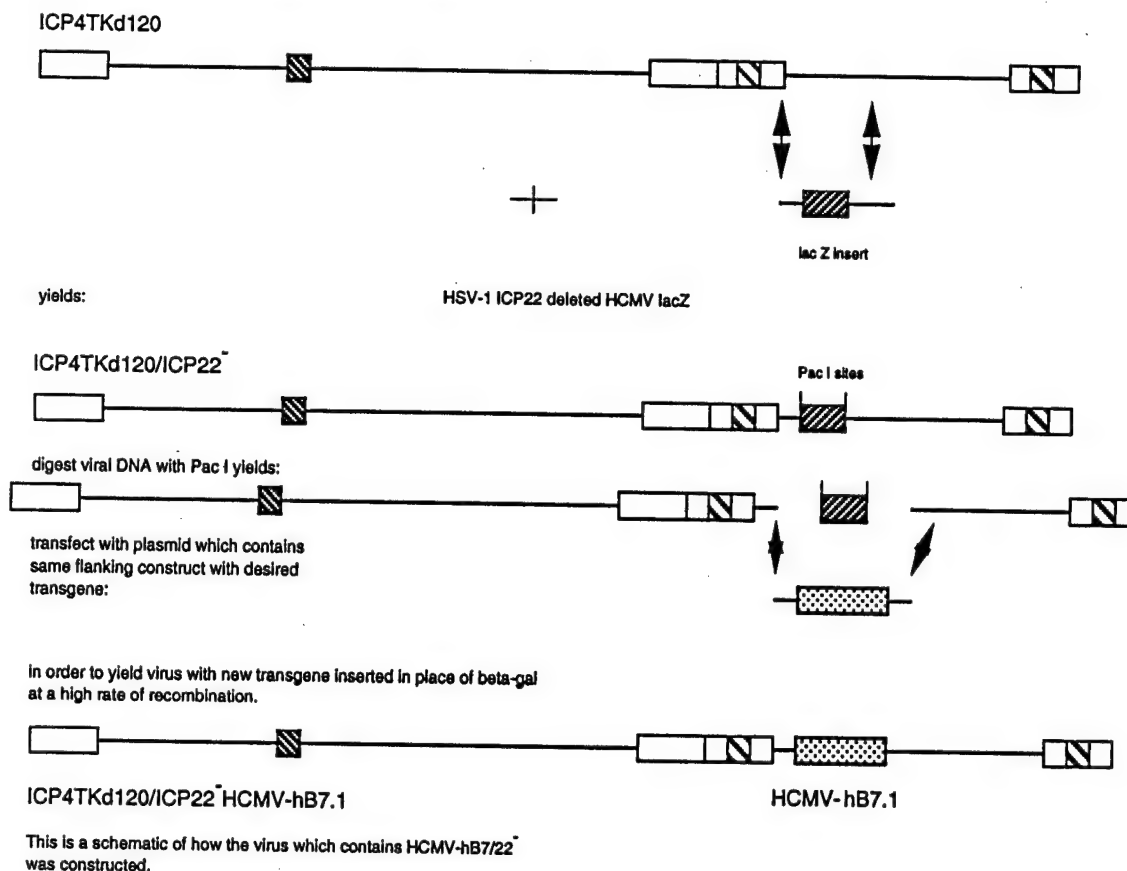 ICP4TKd120
lac Z insert
yields:
HSV-1 ICP22 deleted HCMV lacZ
ICP4TKd120/ICP22⁻
Pac I sites
digest viral DNA with Pac I yields:
transfect with plasmid which contains
same flanking construct with desired
transgene:
in order to yield virus with new transgene inserted in place of beta-gal
at a high rate of recombination.
ICP4TKd120/ICP22⁻HCMV-hB7.1
HCMV-hB7.1
This is a schematic of how the virus which contains HCMV-hB7/22⁻
was constructed.